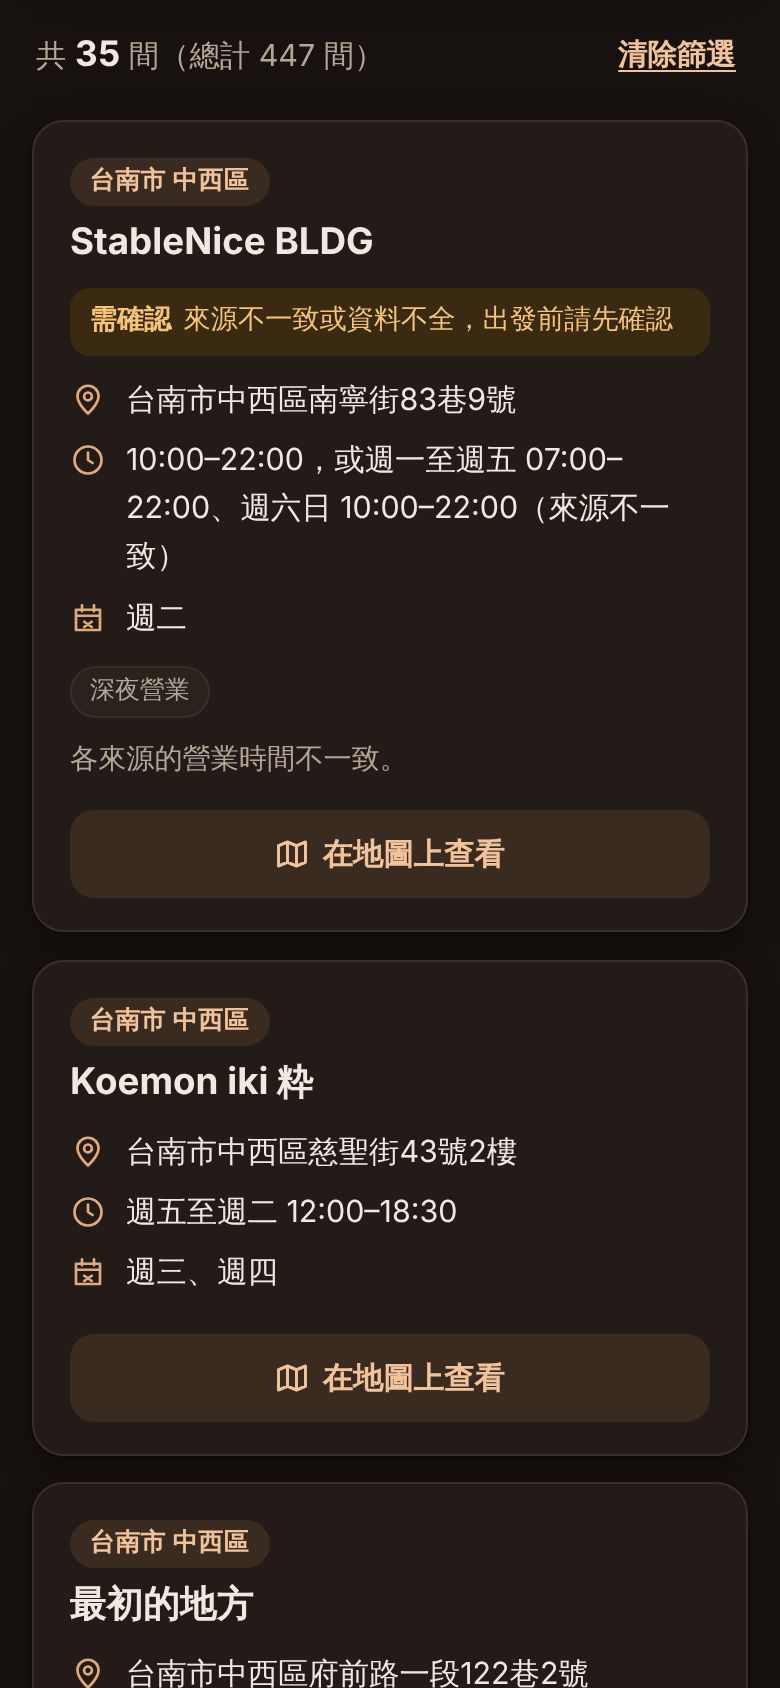 共 35 間（總計 447 間）
清除篩選
台南市 中西區
StableNice BLDG
需確認 來源不一致或資料不全，出發前請先確認
台南市中西區南寧街83巷9號
10:00–22:00，或週一至週五 07:00–
22:00、週六日 10:00–22:00（來源不一
致）
週二
深夜營業
各來源的營業時間不一致。
在地圖上查看
台南市 中西區
Koemon iki 粋
台南市中西區慈聖街43號2樓
週五至週二 12:00–18:30
週三、週四
在地圖上查看
台南市 中西區
最初的地方
台南市中西區府前路一段122巷2號